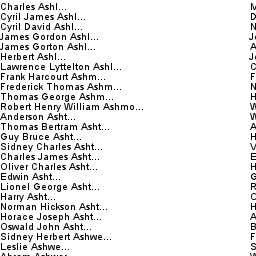 Charles Ashl... M
Cyril James Ashl... D
Cyril David Ashl... N
James Gordon Ashl... J
James Gorton Ashl... A
Herbert Ashl... J
Lawrence Lyttelton Ashl... C
Frank Harcourt Ashm... F
Frederick Thomas Ashm... N
Thomas George Ashm... H
Robert Henry William Ashmo... W
Anderson Asht... W
Thomas Bertram Asht... A
Guy Bruce Asht... H
Sidney Charles Asht... V
Charles James Asht... E
Oliver Charles Asht... H
Edwin Asht... G
Lionel George Asht... R
Harry Asht... C
Norman Hickson Asht... H
Horace Joseph Asht... A
Oswald John Asht... B
Sidney Herbert Ashwe... F
Leslie Ashwe... S